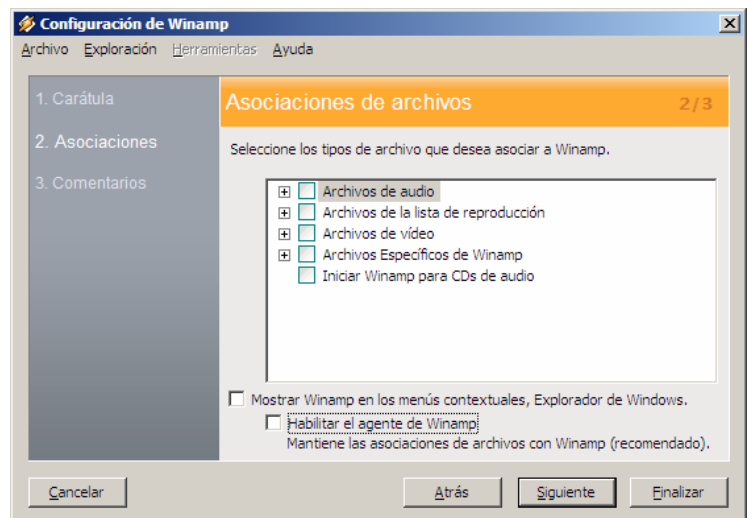 Configuración de Winamp
Archivo Exploración Herramientas Ayuda
1. Carátula
2. Asociaciones
3. Comentarios
Asociaciones de archivos 2/3
Seleccione los tipos de archivo que desea asociar a Winamp.
Archivos de audio
Archivos de la lista de reproducción
Archivos de vídeo
Archivos Específicos de Winamp
Iniciar Winamp para CDs de audio
Mostrar Winamp en los menús contextuales, Explorador de Windows.
Habilitar el agente de Winamp
Mantiene las asociaciones de archivos con Winamp (recomendado).
Cancelar Atrás Siguiente Finalizar